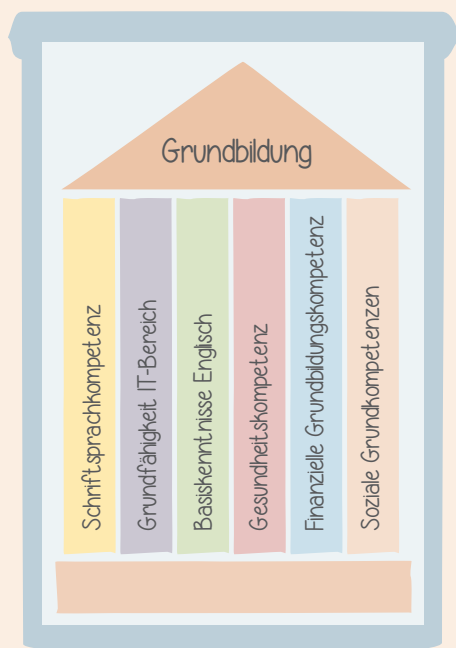 Grundbildung
Schriftsprachkompetenz
Grundfähigkeit IT-Bereich
Basiskenntnisse Englisch
Gesundheitskompetenz
Finanzielle Grundbildungskompetenz
Soziale Grundkompetenzen